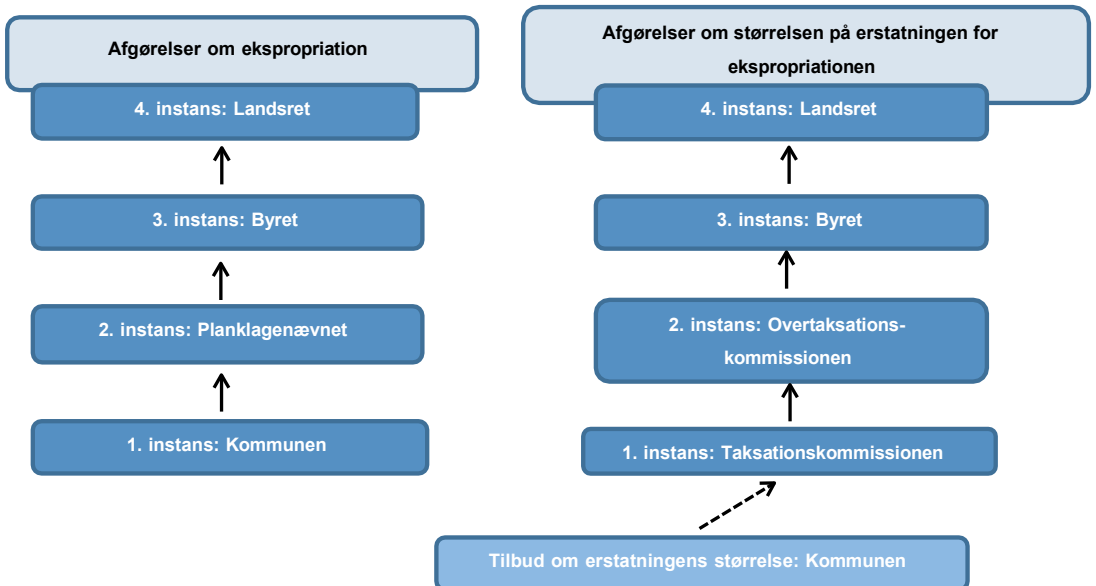 Afgørelser om ekspropriation
4. instans: Landsret
3. instans: Byret
2. instans: Planklagenævnet
1. instans: Kommunen
Afgørelser om størrelsen på erstatningen for
ekspropriationen
4. instans: Landsret
3. instans: Byret
2. instans: Overtaksations-
kommissionen
1. instans: Taksationskommissionen
Tilbud om erstatningens størrelse: Kommunen